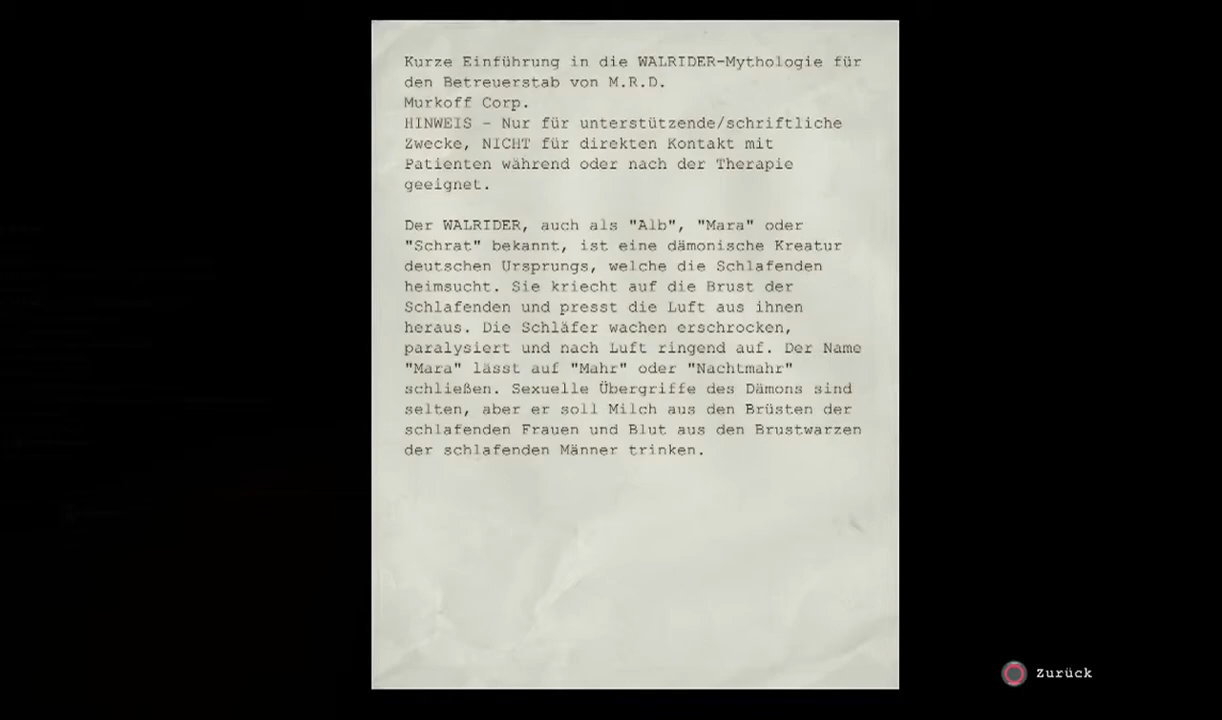 Kurze Einführung in die WALRIDER-Mythologie für
den Betreuerstab von M.R.D.
Murkoff Corp.
HINWEIS - Nur für unterstützende/schriftliche
Zwecke, NICHT für direkten Kontakt mit
Patienten während oder nach der Therapie
geeignet.
Der WALRIDER, auch als "Alb", "Mara" oder
"Schrat" bekannt, ist eine dämonische Kreatur
deutschen Ursprungs, welche die Schlafenden
heimsucht. Sie kriecht auf die Brust der
Schlafenden und presst die Luft aus ihnen
heraus. Die Schläfer wachen erschrocken,
paralysiert und nach Luft ringend auf. Der Name
"Mara" lässt auf "Mahr" oder "Nachtmahr"
schließen. Sexuelle Übergriffe des Dämons sind
selten, aber er soll Milch aus den Brüsten der
schlafenden Frauen und Blut aus den Brustwarzen
der schlafenden Männer trinken.
Zurück